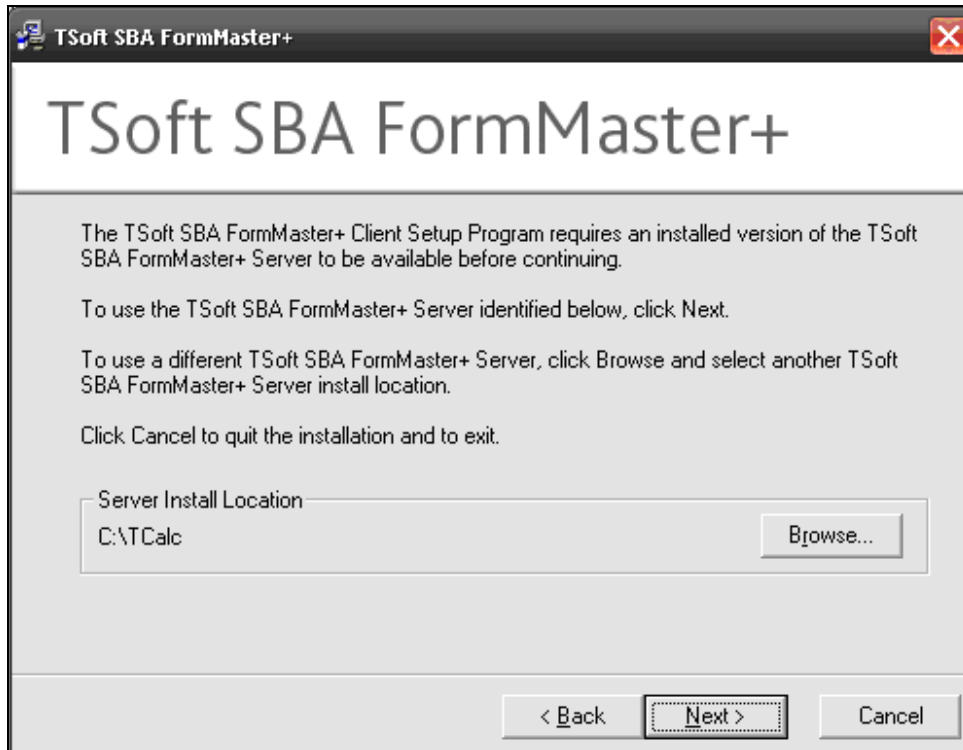 TSoft SBA FormMaster+
TSoft SBA FormMaster+
The TSoft SBA FormMaster+ Client Setup Program requires an installed version of the TSoft
SBA FormMaster+ Server to be available before continuing.
To use the TSoft SBA FormMaster+ Server identified below, click Next.
To use a different TSoft SBA FormMaster+ Server, click Browse and select another TSoft
SBA FormMaster+ Server install location.
Click Cancel to quit the installation and to exit.
Server Install Location
C:\TCalc
Browse...
< Back
Next >
Cancel